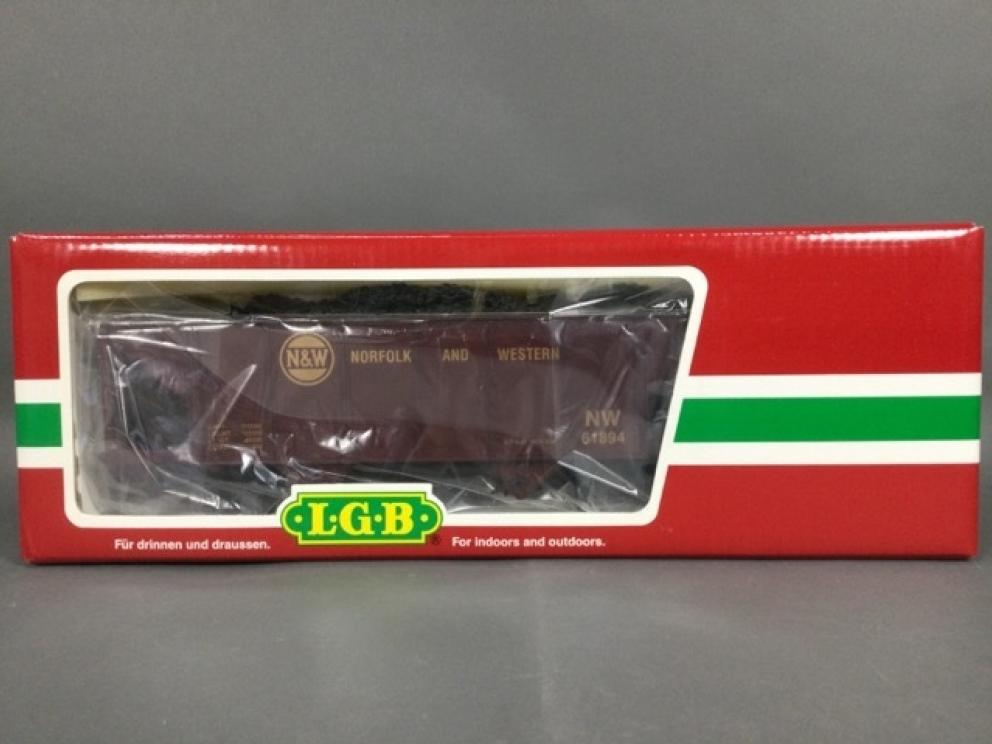 N&W NORFOLK AND WESTERN
NW
61894
L·G·B®
Für drinnen und draussen. For indoors and outdoors.